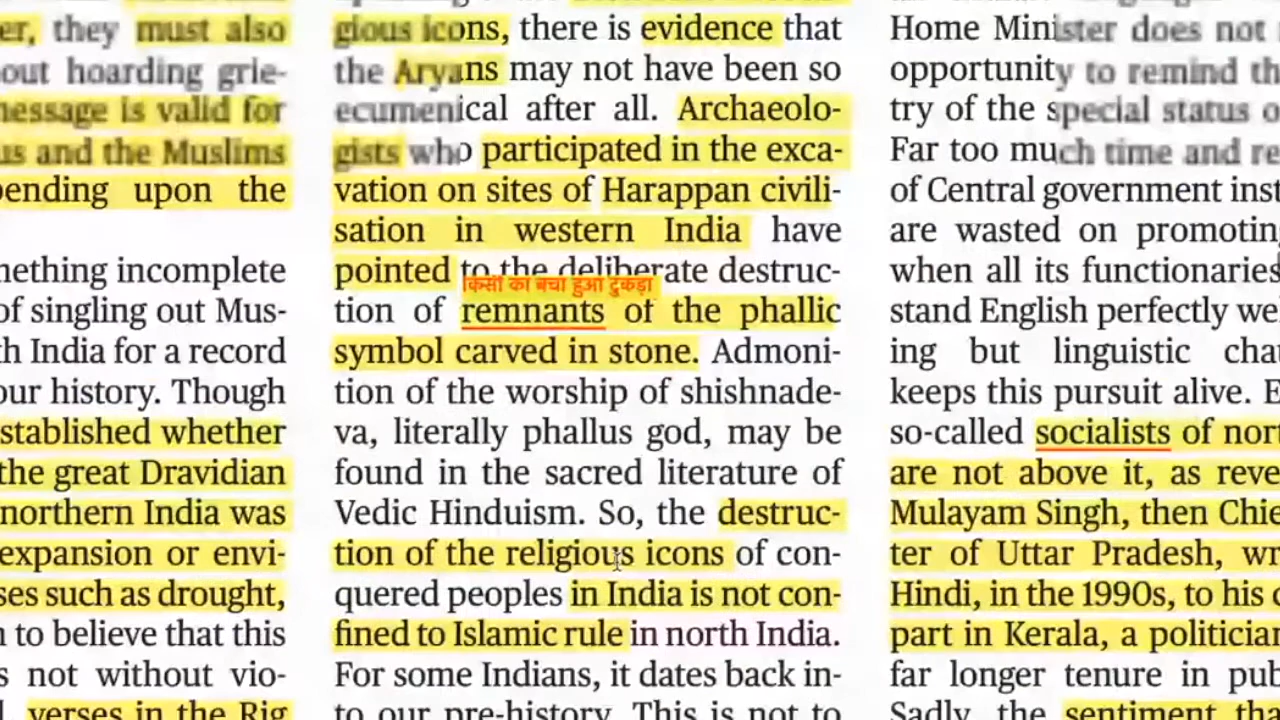 er, they must also
out hoarding grie-
message is valid for
us and the Muslims
pending upon the
mething incomplete
of singling out Mus-
th India for a record
our history. Though
stablished whether
the great Dravidian
northern India was
expansion or envi-
ses such as drought,
n to believe that this
s not without vio-
verses in the Rig
gious icons, there is evidence that
the Aryans may not have been so
ecumenical after all. Archaeolo-
gists who participated in the exca-
vation on sites of Harappan civili-
sation in western India have
pointed to the deliberate destruc-
किसी का बचा हुआ टुकड़ा
tion of remnants of the phallic
symbol carved in stone. Admoni-
tion of the worship of shishnade-
va, literally phallus god, may be
found in the sacred literature of
Vedic Hinduism. So, the destruc-
tion of the religious icons of con-
quered peoples in India is not con-
fined to Islamic rule in north India.
For some Indians, it dates back in-
to our pre-history. This is not to
Home Minister does not
opportunity to remind th
try of the special status o
Far too much time and re
of Central government inst
are wasted on promoting
when all its functionaries
stand English perfectly we
ing but linguistic cha
keeps this pursuit alive. E
so-called socialists of nor
are not above it, as reve
Mulayam Singh, then Chie
ter of Uttar Pradesh, wr
Hindi, in the 1990s, to his c
part in Kerala, a politician
far longer tenure in pub
Sadly, the sentiment tha